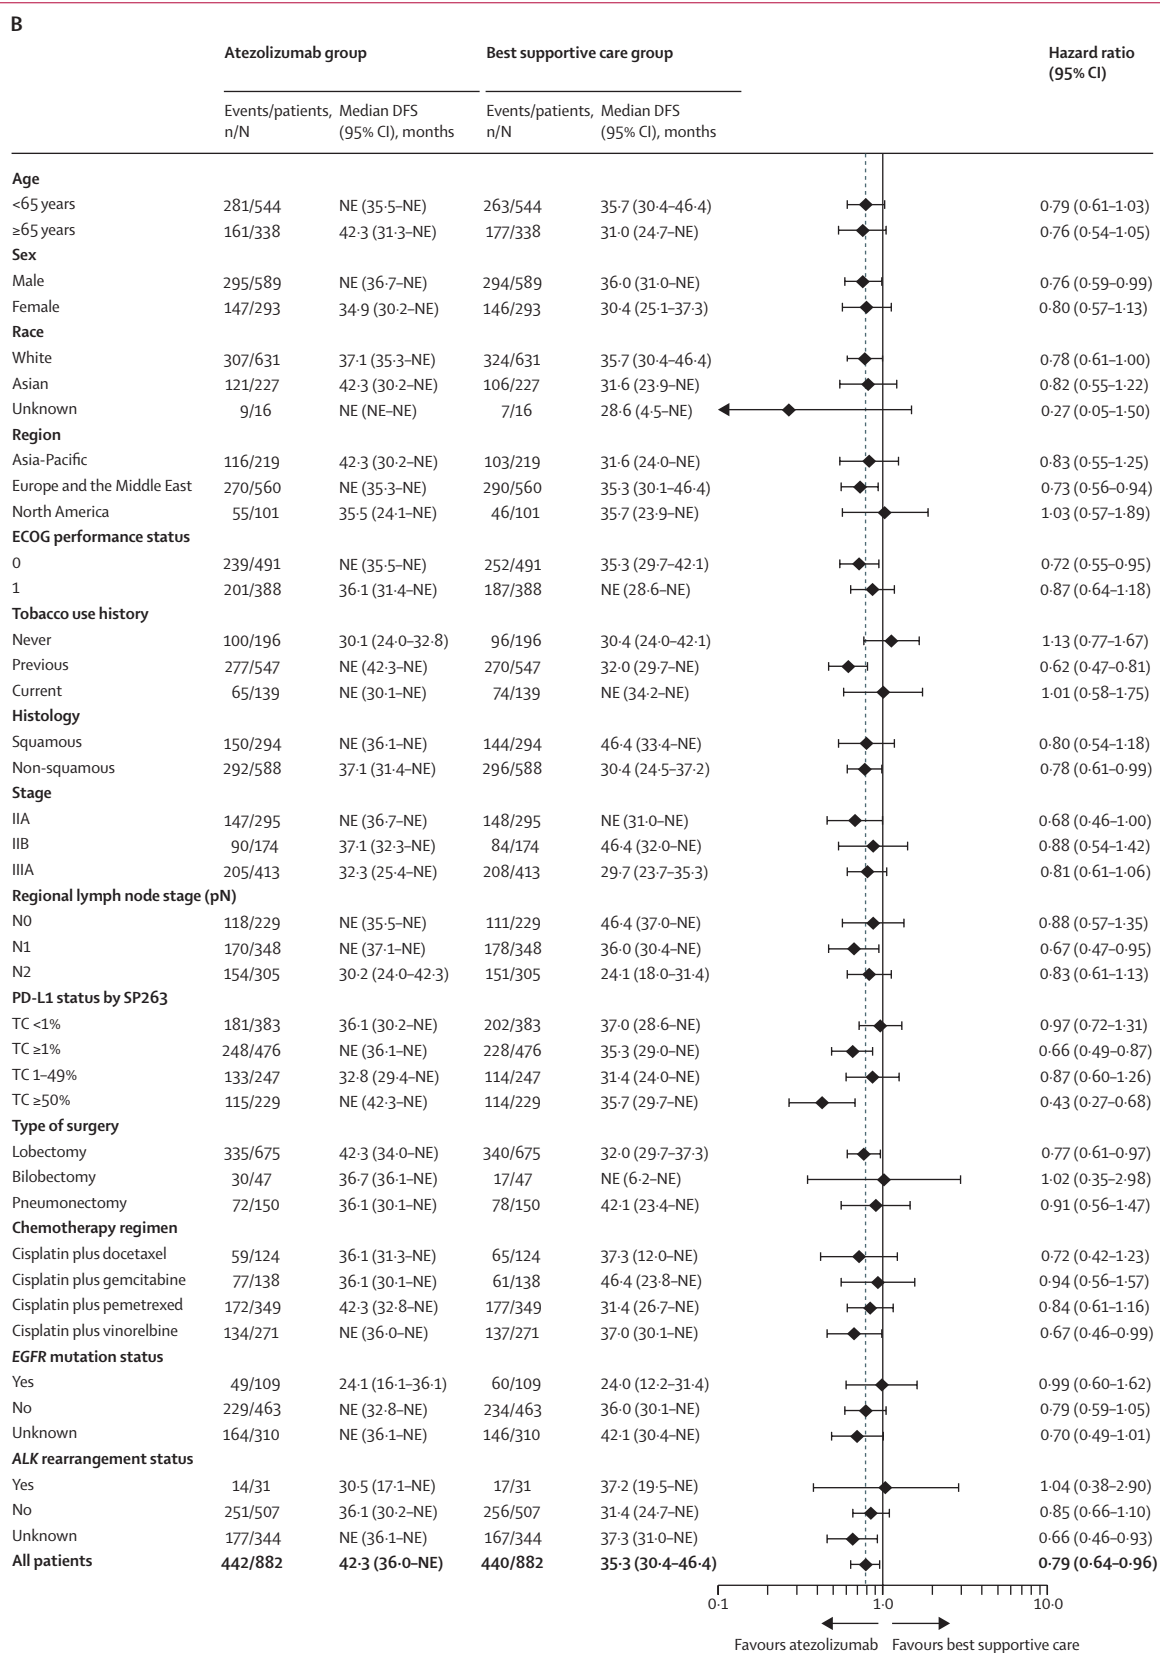 B
Atezolizumab group Best supportive care group Hazard ratio
(95% CI)
Events/patients, Median DFS Events/patients, Median DFS
n/N (95% CI), months n/N (95% CI), months
Age
<65 years 281/544 NE (35·5–NE) 263/544 35·7 (30·4–46·4) 0·79 (0·61–1·03)
≥65 years 161/338 42·3 (31·3–NE) 177/338 31·0 (24·7–NE) 0·76 (0·54–1·05)
Sex
Male 295/589 NE (36·7–NE) 294/589 36·0 (31·0–NE) 0·76 (0·59–0·99)
Female 147/293 34·9 (30·2–NE) 146/293 30·4 (25·1–37·3) 0·80 (0·57–1·13)
Race
White 307/631 37·1 (35·3–NE) 324/631 35·7 (30·4–46·4) 0·78 (0·61–1·00)
Asian 121/227 42·3 (30·2–NE) 106/227 31·6 (23·9–NE) 0·82 (0·55–1·22)
Unknown 9/16 NE (NE–NE) 7/16 28·6 (4·5–NE) 0·27 (0·05–1·50)
Region
Asia-Pacific 116/219 42·3 (30·2–NE) 103/219 31·6 (24·0–NE) 0·83 (0·55–1·25)
Europe and the Middle East 270/560 NE (35·3–NE) 290/560 35·3 (30·1–46·4) 0·73 (0·56–0·94)
North America 55/101 35·5 (24·1–NE) 46/101 35·7 (23·9–NE) 1·03 (0·57–1·89)
ECOG performance status
0 239/491 NE (35·5–NE) 252/491 35·3 (29·7–42·1) 0·72 (0·55–0·95)
1 201/388 36·1 (31·4–NE) 187/388 NE (28·6–NE) 0·87 (0·64–1·18)
Tobacco use history
Never 100/196 30·1 (24·0–32·8) 96/196 30·4 (24·0–42·1) 1·13 (0·77–1·67)
Previous 277/547 NE (42·3–NE) 270/547 32·0 (29·7–NE) 0·62 (0·47–0·81)
Current 65/139 NE (30·1–NE) 74/139 NE (34·2–NE) 1·01 (0·58–1·75)
Histology
Squamous 150/294 NE (36·1–NE) 144/294 46·4 (33·4–NE) 0·80 (0·54–1·18)
Non-squamous 292/588 37·1 (31·4–NE) 296/588 30·4 (24·5–37·2) 0·78 (0·61–0·99)
Stage
IIA 147/295 NE (36·7–NE) 148/295 NE (31·0–NE) 0·68 (0·46–1·00)
IIB 90/174 37·1 (32·3–NE) 84/174 46·4 (32·0–NE) 0·88 (0·54–1·42)
IIIA 205/413 32·3 (25·4–NE) 208/413 29·7 (23·7–35·3) 0·81 (0·61–1·06)
Regional lymph node stage (pN)
N0 118/229 NE (35·5–NE) 111/229 46·4 (37·0–NE) 0·88 (0·57–1·35)
N1 170/348 NE (37·1–NE) 178/348 36·0 (30·4–NE) 0·67 (0·47–0·95)
N2 154/305 30·2 (24·0–42·3) 151/305 24·1 (18·0–31·4) 0·83 (0·61–1·13)
PD-L1 status by SP263
TC <1% 181/383 36·1 (30·2–NE) 202/383 37·0 (28·6–NE) 0·97 (0·72–1·31)
TC ≥1% 248/476 NE (36·1–NE) 228/476 35·3 (29·0–NE) 0·66 (0·49–0·87)
TC 1–49% 133/247 32·8 (29·4–NE) 114/247 31·4 (24·0–NE) 0·87 (0·60–1·26)
TC ≥50% 115/229 NE (42·3–NE) 114/229 35·7 (29·7–NE) 0·43 (0·27–0·68)
Type of surgery
Lobectomy 335/675 42·3 (34·0–NE) 340/675 32·0 (29·7–37·3) 0·77 (0·61–0·97)
Bilobectomy 30/47 36·7 (36·1–NE) 17/47 NE (6·2–NE) 1·02 (0·35–2·98)
Pneumonectomy 72/150 36·1 (30·1–NE) 78/150 42·1 (23·4–NE) 0·91 (0·56–1·47)
Chemotherapy regimen
Cisplatin plus docetaxel 59/124 36·1 (31·3–NE) 65/124 37·3 (12·0–NE) 0·72 (0·42–1·23)
Cisplatin plus gemcitabine 77/138 36·1 (30·1–NE) 61/138 46·4 (23·8–NE) 0·94 (0·56–1·57)
Cisplatin plus pemetrexed 172/349 42·3 (32·8–NE) 177/349 31·4 (26·7–NE) 0·84 (0·61–1·16)
Cisplatin plus vinorelbine 134/271 NE (36·0–NE) 137/271 37·0 (30·1–NE) 0·67 (0·46–0·99)
EGFR mutation status
Yes 49/109 24·1 (16·1–36·1) 60/109 24·0 (12·2–31·4) 0·99 (0·60–1·62)
No 229/463 NE (32·8–NE) 234/463 36·0 (30·1–NE) 0·79 (0·59–1·05)
Unknown 164/310 NE (36·1–NE) 146/310 42·1 (30·4–NE) 0·70 (0·49–1·01)
ALK rearrangement status
Yes 14/31 30·5 (17·1–NE) 17/31 37·2 (19·5–NE) 1·04 (0·38–2·90)
No 251/507 36·1 (30·2–NE) 256/507 31·4 (24·7–NE) 0·85 (0·66–1·10)
Unknown 177/344 NE (36·1–NE) 167/344 37·3 (31·0–NE) 0·66 (0·46–0·93)
All patients 442/882 42·3 (36·0–NE) 440/882 35·3 (30·4–46·4) 0·79 (0·64–0·96)
0·1 1·0 10·0
Favours atezolizumab Favours best supportive care